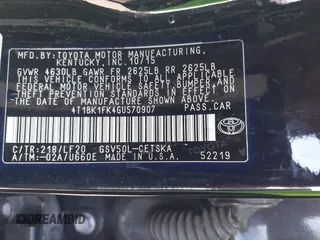 BY TOYOTA MOTOR MANUFACTURING,
KENTUCKY, INC. 10/15
GVWR 4630LB GAWR FR 2625LB RR 2625LB
THIS VEHICLE CONFORMS TO ALL APPLICABLE
FEDERAL MOTOR VEHICLE SAFETY, BUMPER, AND
THEFT PREVENTION STANDARDS IN EFFECT ON
THE DATE OF MANUFACTURE SHOWN ABOVE.
4T1BK1FK4GU570907 PASS.CAR
C/TR:218/LF20 GSV50L-CETSKA
A/TM:-02A/U660E MADE IN U.S.A. 52219
TOYOTA
DREAMBID